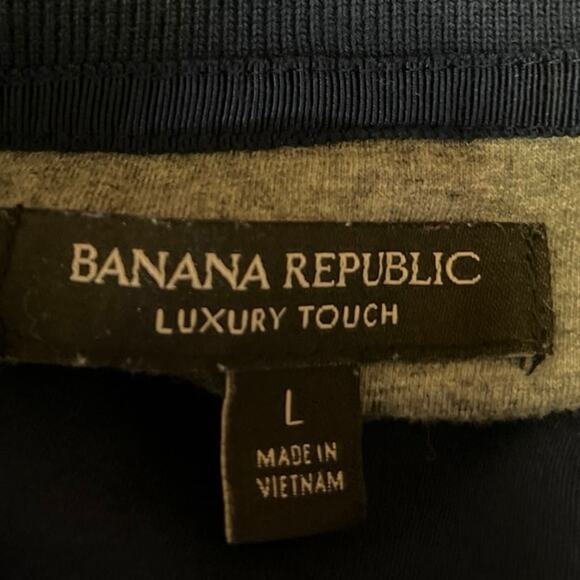 BANANA REPUBLIC
LUXURY TOUCH
L
MADE IN
VIETNAM